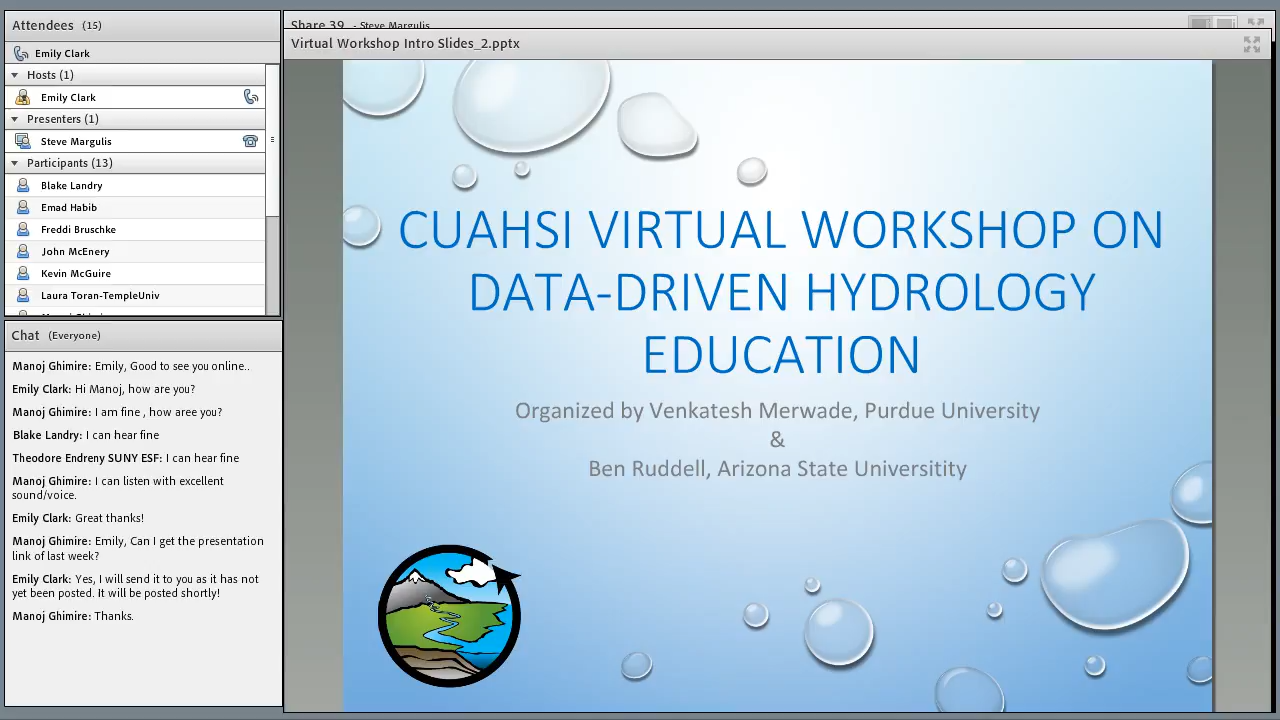 Attendees (15)
Emily Clark
Hosts (1)
Emily Clark
Presenters (1)
Steve Margulis
Participants (13)
Blake Landry
Emad Habib
Freddi Bruschke
John McEnery
Kevin McGuire
Laura Toran-TempleUniv
Chat (Everyone)
Manoj Ghimire: Emily, Good to see you online..
Emily Clark: Hi Manoj, how are you?
Manoj Ghimire: I am fine , how aree you?
Blake Landry: I can hear fine
Theodore Endreny SUNY ESF: I can hear fine
Manoj Ghimire: I can listen with excellent
sound/voice.
Emily Clark: Great thanks!
Manoj Ghimire: Emily, Can I get the presentation
link of last week?
Emily Clark: Yes, I will send it to you as it has not
yet been posted. It will be posted shortly!
Manoj Ghimire: Thanks.
Share 39 - Steve Margulis
Virtual Workshop Intro Slides_2.pptx
CUAHSI VIRTUAL WORKSHOP ON
DATA-DRIVEN HYDROLOGY
EDUCATION
Organized by Venkatesh Merwade, Purdue University
&
Ben Ruddell, Arizona State Universitity